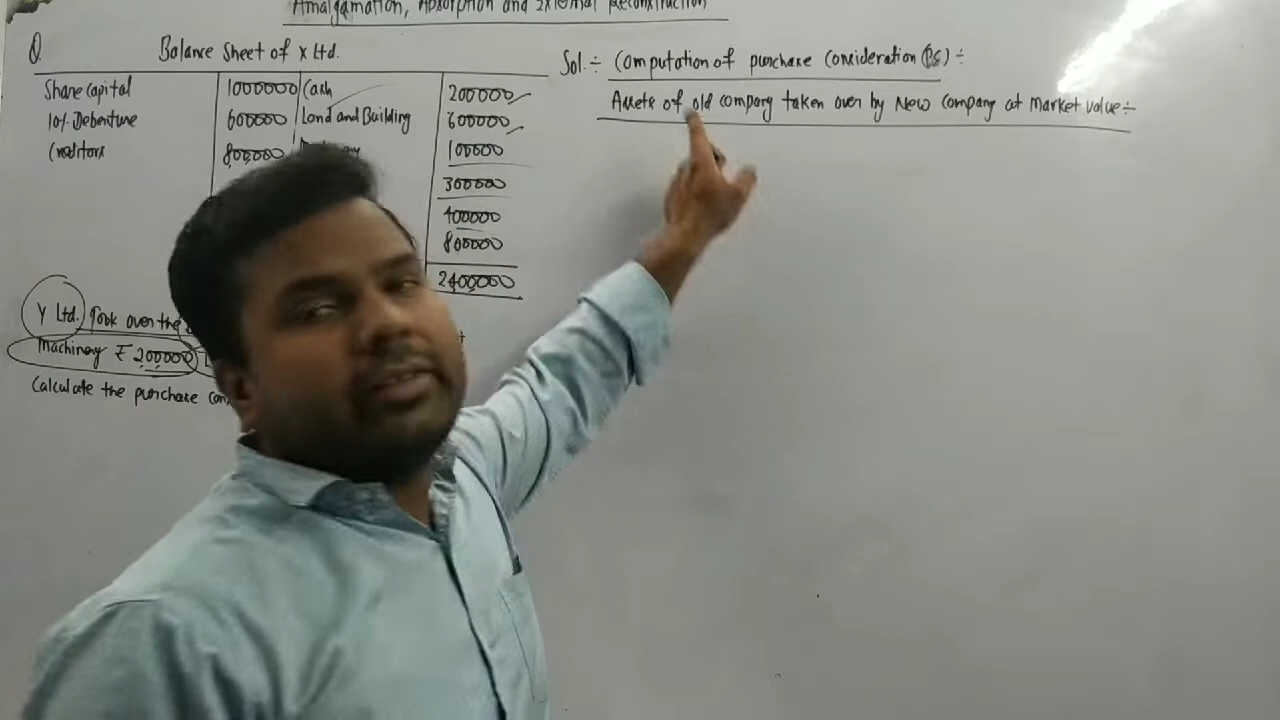 Amalgamation, Absorption and External Reconstruction
Q. Balance Sheet of X Ltd.
Share Capital 1000000 Cash 200000
10% Debenture 600000 Land and Building 600000
Creditors 800000 100000
300000
400000
800000
2400000
Y Ltd. Took over the
Machinery ₹ 200000
Calculate the purchase con
Sol. ÷ Computation of purchase consideration (PC) ÷
Assets of old company taken over by New Company at Market value ÷